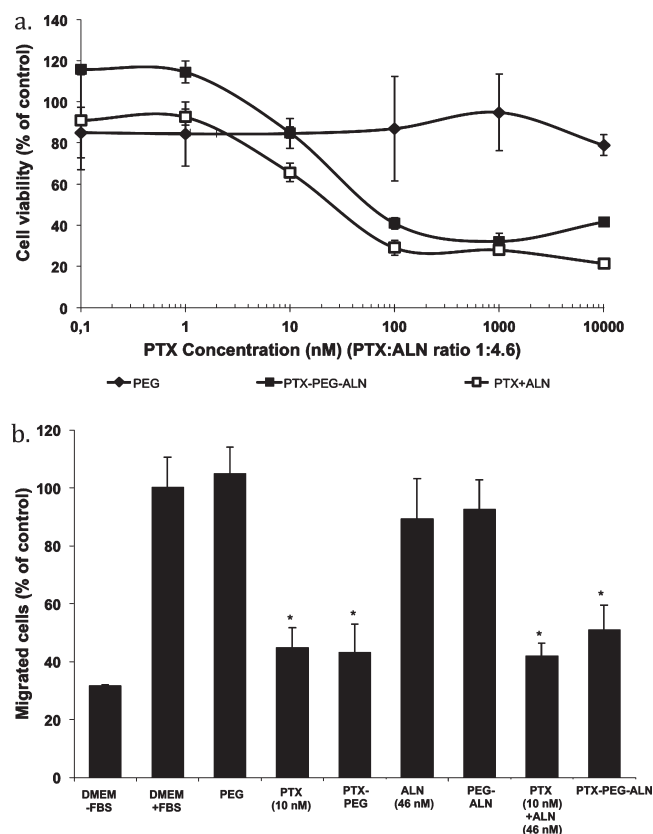 a.
140
120
100
80
60
40
20
0
Cell viability (% of control)
0,1 1 10 100 1000 10000
PTX Concentration (nM) (PTX:ALN ratio 1:4.6)
PEG PTX-PEG-ALN PTX+ALN
b.
120
100
80
60
40
20
0
Migrated cells (% of control)
* * * *
DMEM
-FBS
DMEM
+FBS
PEG
PTX
(10 nM)
PTX-
PEG
ALN
(46 nM)
PEG-
ALN
PTX
(10 nM)
+ALN
(46 nM)
PTX-PEG-ALN